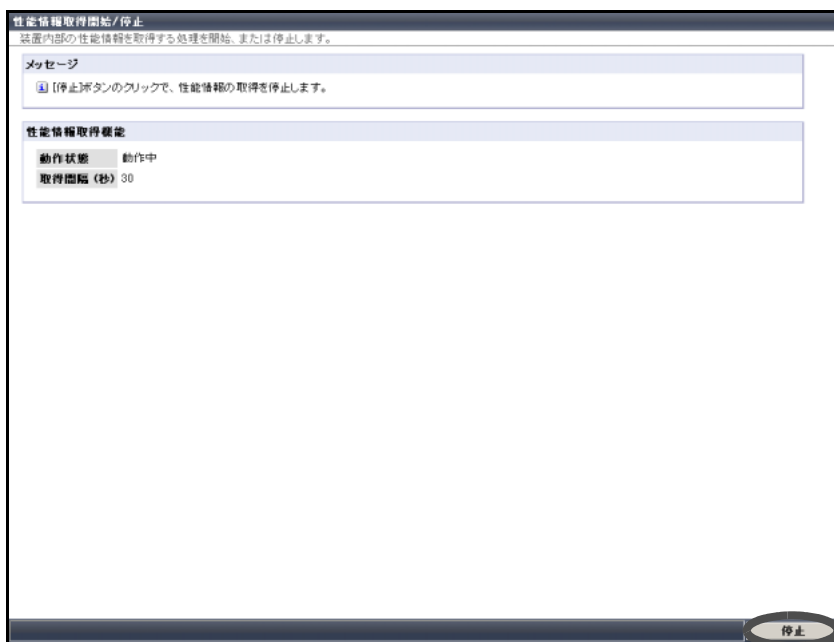 性能情報取得開始/停止
装置内部の性能情報を取得する処理を開始、または停止します。
メッセージ
[停止]ボタンのクリックで、性能情報の取得を停止します。
性能情報取得機能
動作状態 動作中
取得間隔 (秒) 30
停止